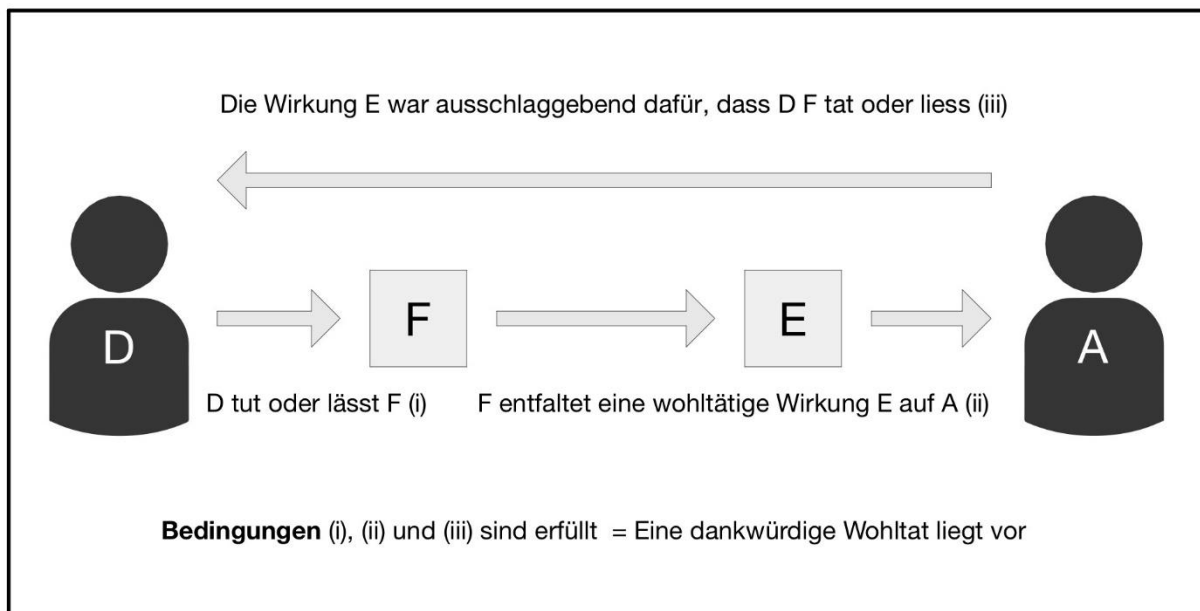 Die Wirkung E war ausschlaggebend dafür, dass D F tat oder liess (iii)
D
F
E
A
D tut oder lässt F (i)
F entfaltet eine wohltätige Wirkung E auf A (ii)
Bedingungen (i), (ii) und (iii) sind erfüllt = Eine dankwürdige Wohltat liegt vor